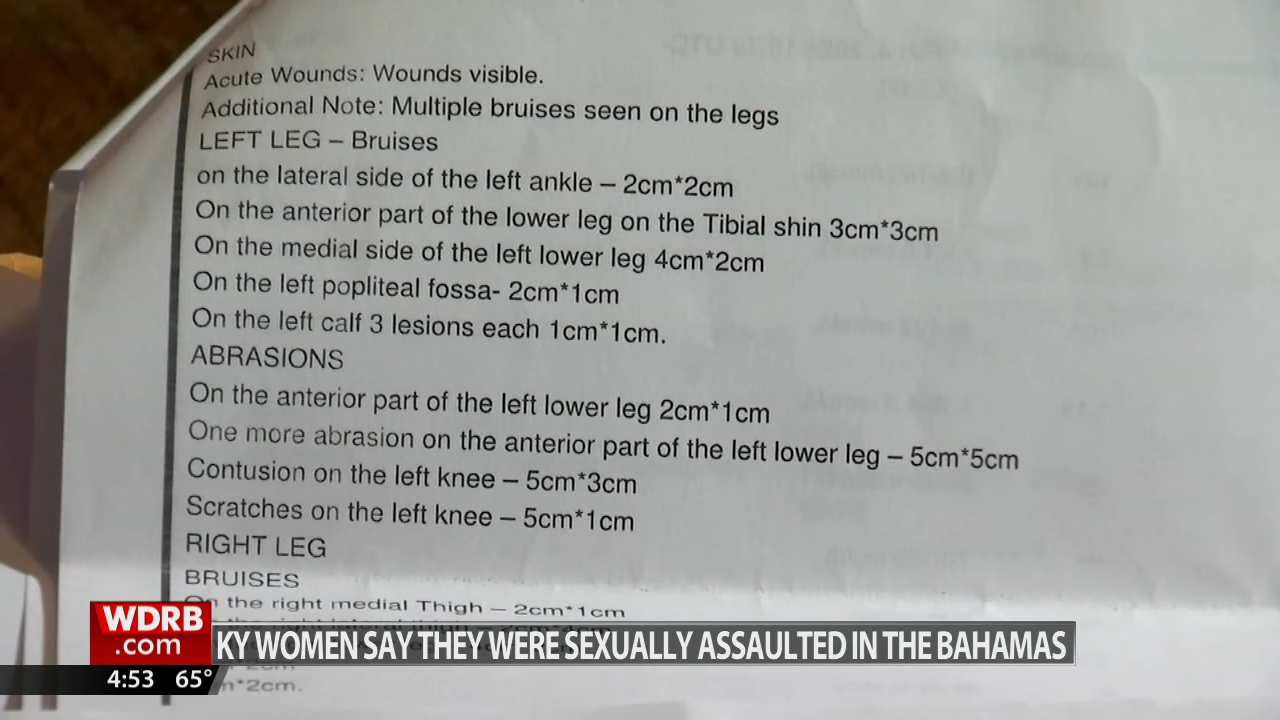 SKIN
Acute Wounds: Wounds visible.
Additional Note: Multiple bruises seen on the legs
LEFT LEG – Bruises
on the lateral side of the left ankle – 2cm*2cm
On the anterior part of the lower leg on the Tibial shin 3cm*3cm
On the medial side of the left lower leg 4cm*2cm
On the left popliteal fossa- 2cm*1cm
On the left calf 3 lesions each 1cm*1cm.
ABRASIONS
On the anterior part of the left lower leg 2cm*1cm
One more abrasion on the anterior part of the left lower leg – 5cm*5cm
Contusion on the left knee – 5cm*3cm
Scratches on the left knee – 5cm*1cm
RIGHT LEG
BRUISES
On the right medial Thigh – 2cm*1cm
WDRB
.com
KY WOMEN SAY THEY WERE SEXUALLY ASSAULTED IN THE BAHAMAS
4:53 65°
m*2cm.